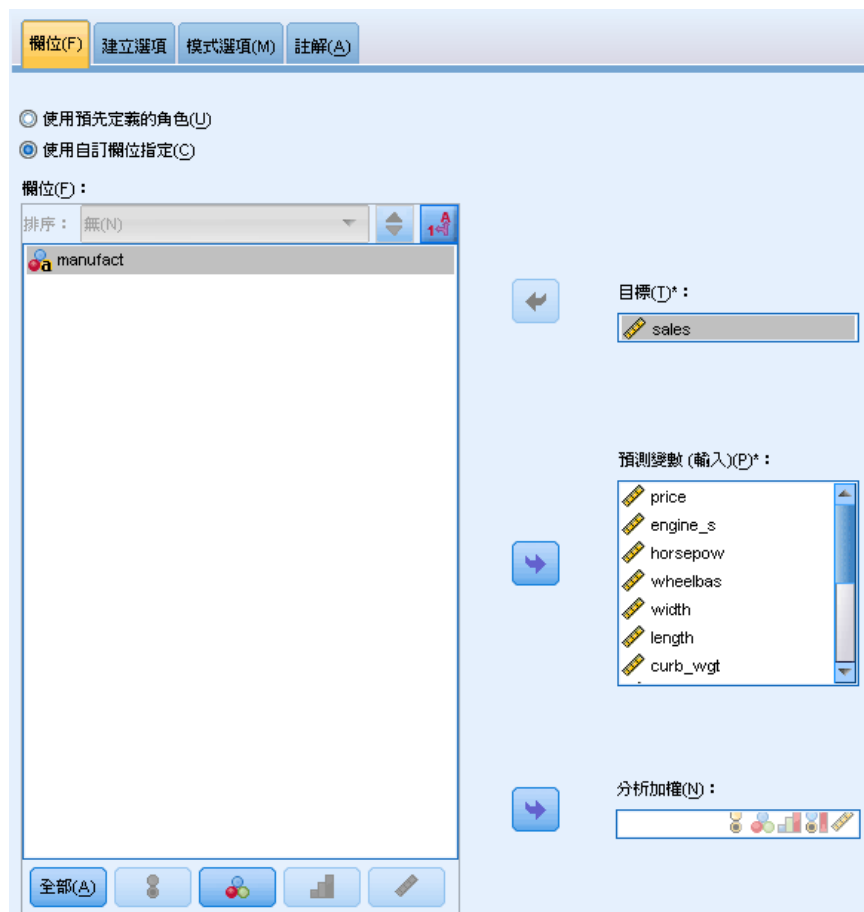 欄位(F) 建立選項 模式選項(M) 註解(A)
使用預先定義的角色(U)
使用自訂欄位指定(C)
欄位(F)：
排序： 無(N)
manufact
目標(T)*：
sales
預測變數 (輸入)(P)*：
price
engine_s
horsepow
wheelbas
width
length
curb_wgt
分析加權(N)：
全部(A)